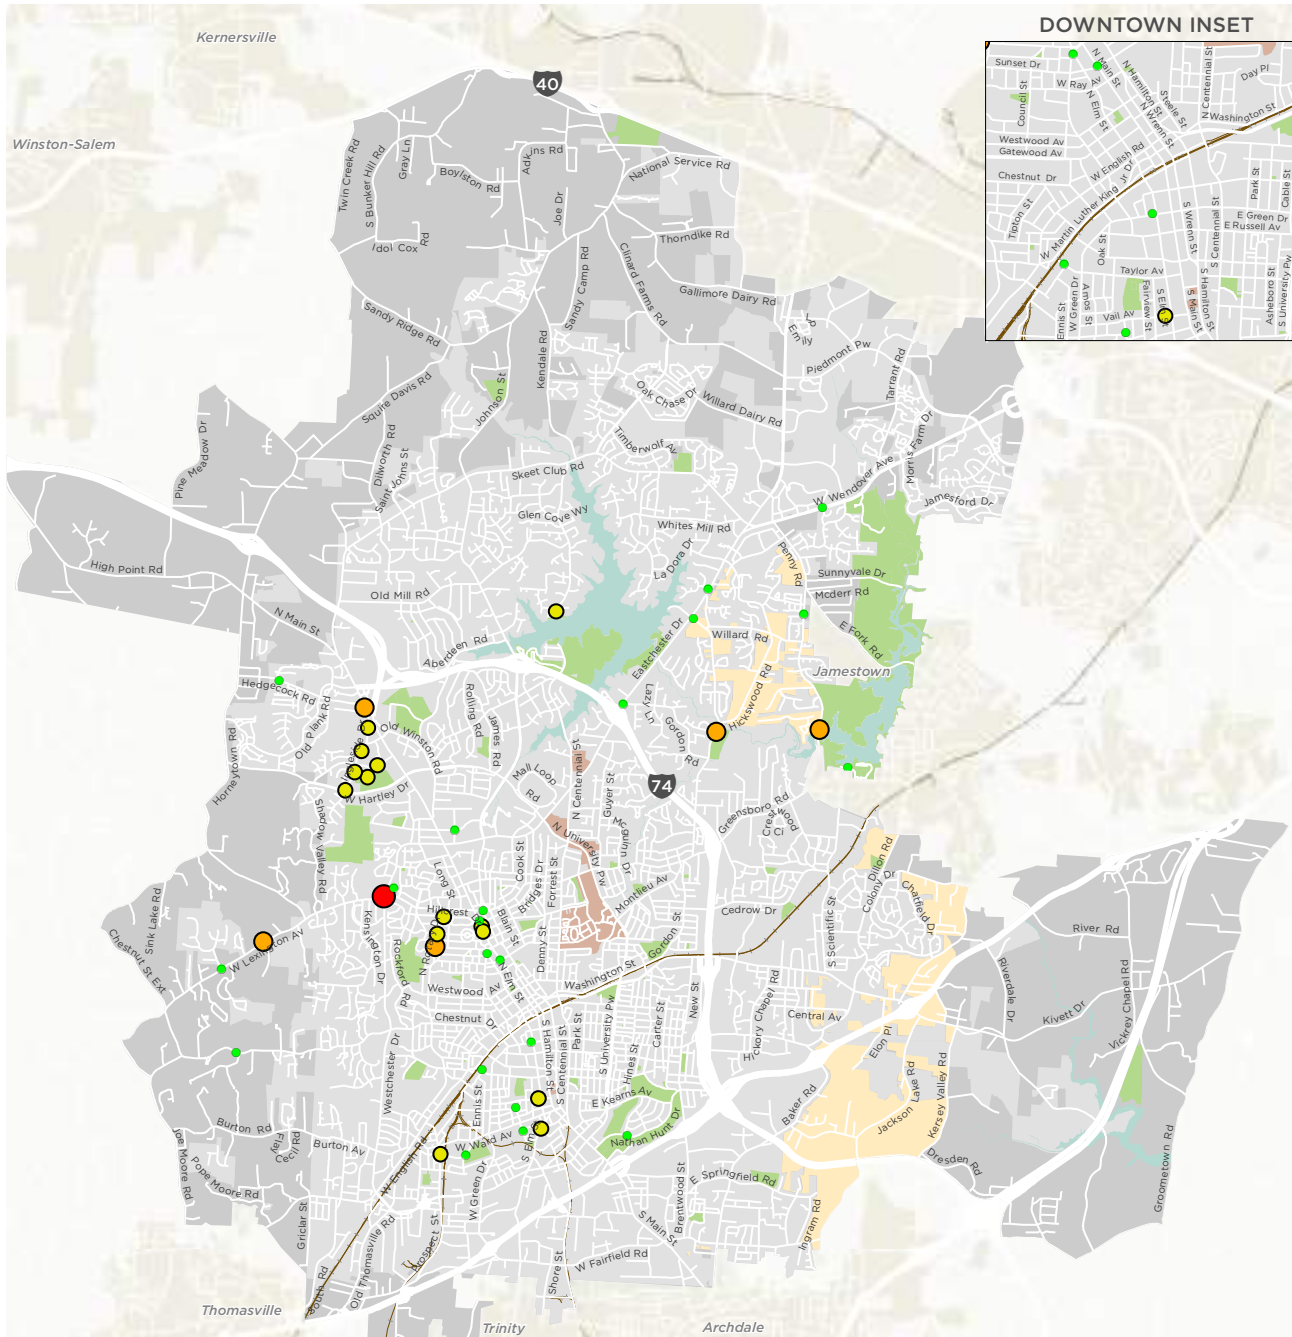 DOWNTOWN INSET
Kernersville
40
Sunset Dr
N Main St
N Hamilton St
N Centennial St
Day Pl
W Ray Av
Council St
N Elm St
Steele St
N Wrenn St
Washington St
Winston-Salem
Westwood Av
Gatewood Av
W English Rd
Chestnut Dr
W Martin Luther King Jr Dr
Park St
Cable St
Tipton St
Oak St
S Wrenn St
S Centennial St
E Green Dr
E Russell Av
Taylor Av
Ennis St
W Green Dr
Amos St
Vail Av
Fairview St
S Elm St
S Main St
S Hamilton St
Asheboro St
S University Pw
Twin Creek Rd
S Bunker Hill Rd
Gray Ln
Boylston Rd
Adkins Rd
National Service Rd
Joe Dr
Idol Cox Rd
Thorndike Rd
Clinard Farms Rd
Sandy Camp Rd
Gallimore Dairy Rd
Sandy Ridge Rd
Emily Lp
Kendale Rd
Piedmont Pw
Tarrant Rd
Squire Davis Rd
Johnson St
Oak Chase Dr
Willard Dairy Rd
Pine Meadow Dr
Dilworth Rd
Saint Johns St
Timberwolf Av
Morris Farm Dr
Skeet Club Rd
W Wendover Ave
Jamesford Dr
Glen Cove Wy
Whites Mill Rd
High Point Rd
La Dora Dr
Penny Rd
Sunnyvale Dr
Old Mill Rd
Mcderr Rd
N Main St
Aberdeen Rd
Willard Rd
E Fork Rd
Eastchester Dr
Jamestown
Hedgecock Rd
Hickswood Rd
Old Plank Rd
Rolling Rd
Lazy Ln
Old Winston Rd
James Rd
Gordon Rd
Horneytown Rd
Mall Loop Rd
N Centennial St
74
W Hartley Dr
Guyer St
Greensboro Rd
Crestwood Ci
Shadow Valley Rd
N University Pw
Mcguinn Dr
Dillon Rd
Cook St
Long St
Bridges Dr
Forrest St
Colony Dr
Montlieu Av
Chatfield Dr
Sink Lake Rd
Hillcrest Dr
Cedrow Dr
Kensington Dr
Blain St
Gordon St
River Rd
Chestnut St Ext
W Lexington Av
Rockford Rd
Denny St
S Scientific St
Washington St
Riverdale Dr
Westwood Av
N Elm St
New St
Vickrey Chapel Rd
Chestnut Dr
Hickory Chapel Rd
Central Av
Kivett Dr
S Hamilton St
S Centennial St
Park St
S University Pw
Carter St
Elon Pl
Westchester Dr
Hines St
Jackson Lake Rd
Kersey Valley Rd
Ennis St
E Kearns Av
Baker Rd
Burton Rd
Flay Cecil Rd
Burton Av
W Ward Av
S Elm St
Nathan Hunt Dr
Joe Moore Rd
Pope Moore Rd
W English Rd
Dresden Rd
Groometown Rd
W Green Dr
E Springfield Rd
Griclar St
Old Thomasville Rd
Prospect St
S Main St
Brentwood St
Ingram Rd
W Fairfield Rd
Shore St
South Rd
Thomasville
Trinity
Archdale